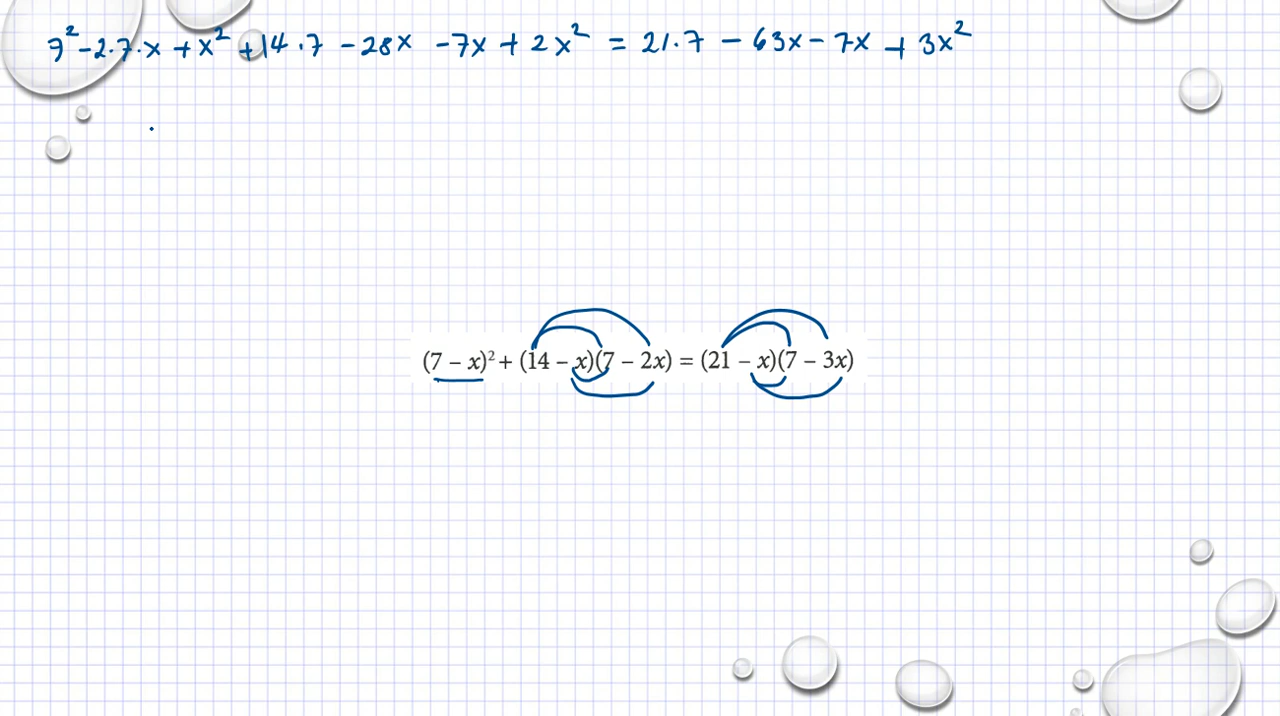 7² - 2.7.x + x² + 14.7 - 28x - 7x + 2x² = 21.7 - 63x - 7x + 3x²
(7 − x)² + (14 − x)(7 − 2x) = (21 − x)(7 − 3x)